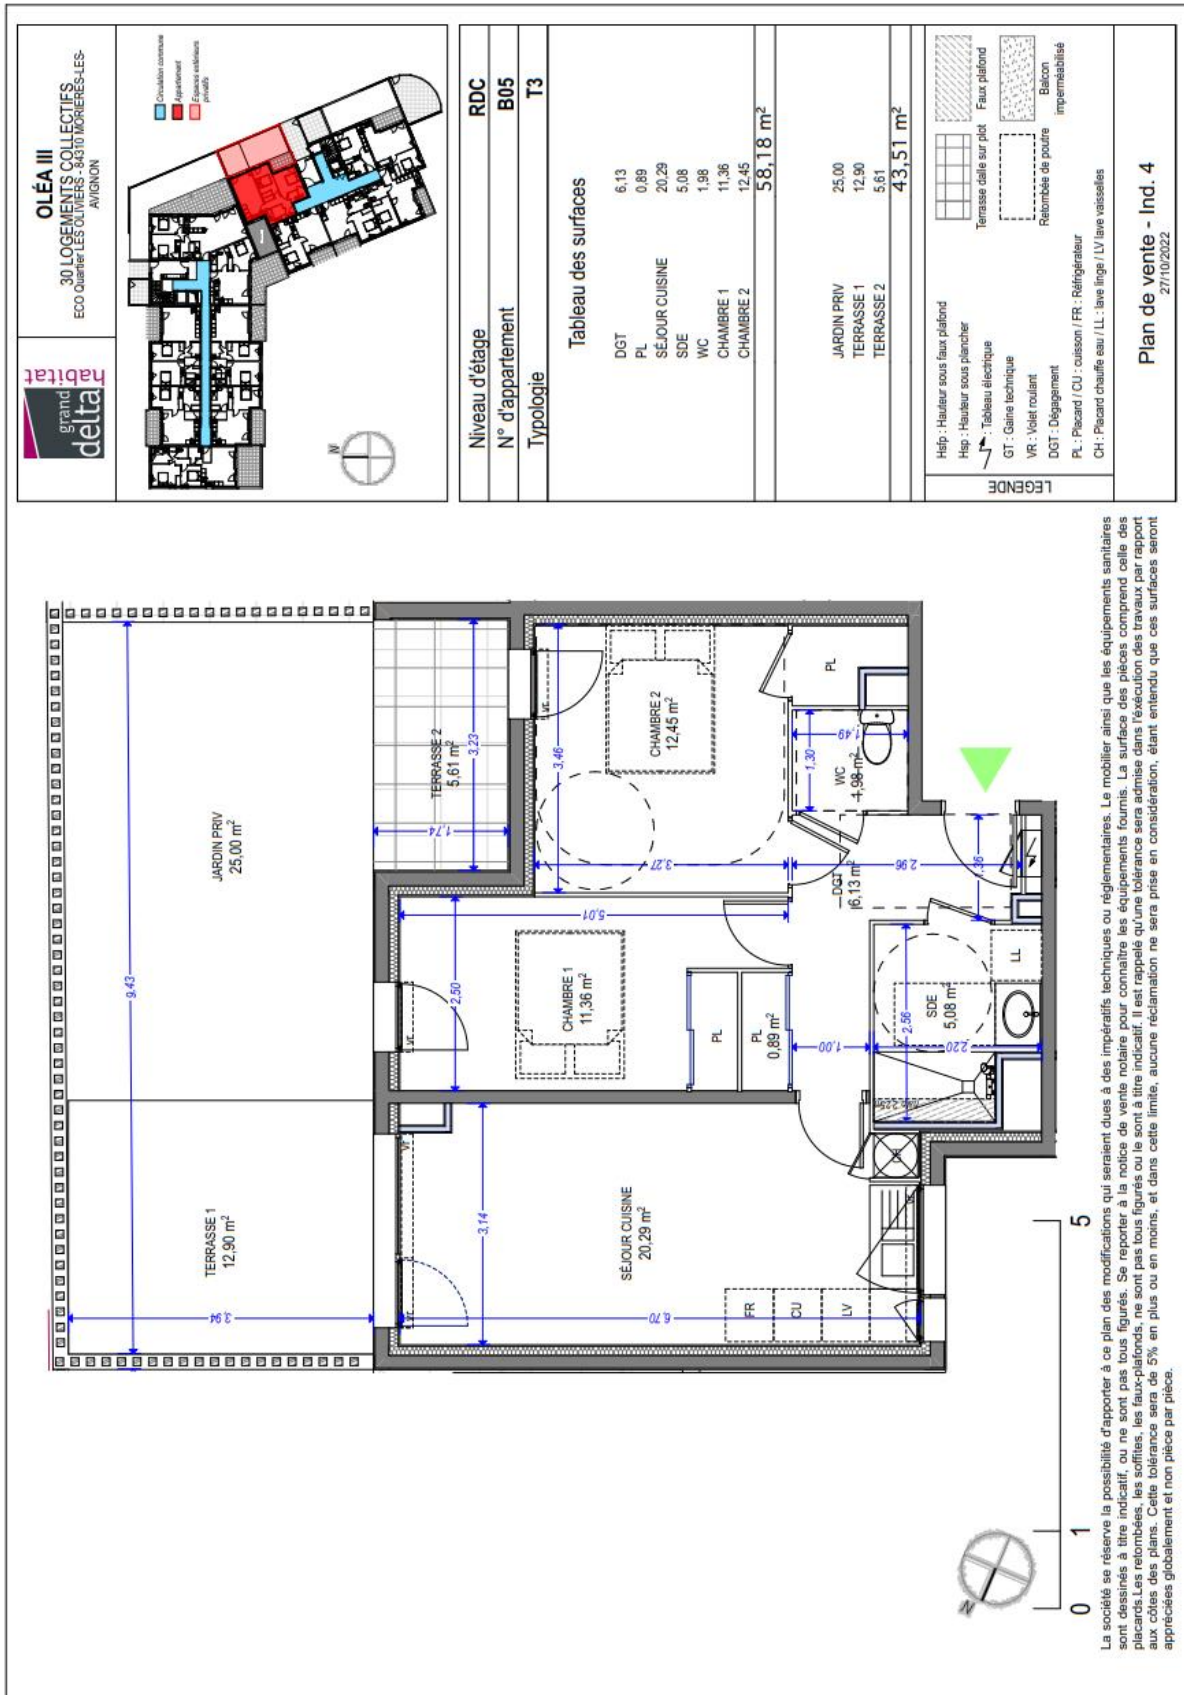 grand
delta
habitat
OLÉA III
30 LOGEMENTS COLLECTIFS
ECO Quartier LES OLIVIERS - 84310 MORIERES-LES-
AVIGNON
Circulation commune
Appartement
Espaces extérieurs
privatifs
N
Niveau d'étage RDC
N° d'appartement B05
Typologie T3
Tableau des surfaces
DGT 6,13
PL 0,89
SÉJOUR CUISINE 20,29
SDE 5,08
WC 1,98
CHAMBRE 1 11,36
CHAMBRE 2 12,45
58,18 m²
JARDIN PRIV 25,00
TERRASSE 1 12,90
TERRASSE 2 5,61
43,51 m²
LEGENDE
Hsfp : Hauteur sous faux plafond
Hsp : Hauteur sous plancher
: Tableau électrique
GT : Gaine technique
VR : Volet roulant
DGT : Dégagement
PL : Placard / CU : cuisson / FR : Réfrigérateur
CH : Placard chauffe eau / LL : lave linge / LV lave vaisselles
Terrasse dalle sur plot
Faux plafond
Retombée de poutre
Balcon
imperméabilisé
Plan de vente - Ind. 4
27/10/2022
9,43
JARDIN PRIV
25,00 m²
TERRASSE 1
12,90 m²
3,94
TERRASSE 2
5,61 m²
3,23
1,74
CHAMBRE 2
12,45 m²
3,46
3,27
CHAMBRE 1
11,36 m²
2,50
5,01
SÉJOUR CUISINE
20,29 m²
3,14
6,70
PL
WC
1,98 m²
1,30
1,49
DGT
6,13 m²
2,96
1,36
PL
PL
0,89 m²
1,00
SDE
5,08 m²
2,56
2,20
LL
CH
FR
CU
LV
N
0 1 5
La société se réserve la possibilité d'apporter à ce plan des modifications qui seraient dues à des impératifs techniques ou réglementaires. Le mobilier ainsi que les équipements sanitaires
sont dessinés à titre indicatif, ou ne sont pas tous figurés. Se reporter à la notice de vente notaire pour connaître les équipements fournis. La surface des pièces comprend celle des
placards.Les retombées, les soffites, les faux-plafonds, ne sont pas tous figurés ou le sont à titre indicatif. Il est rappelé qu'une tolérance sera admise dans l'éxécution des travaux par rapport
aux côtes des plans. Cette tolérance sera de 5% en plus ou en moins, et dans cette limite, aucune réclamation ne sera prise en considération, étant entendu que ces surfaces seront
appréciées globalement et non pièce par pièce.